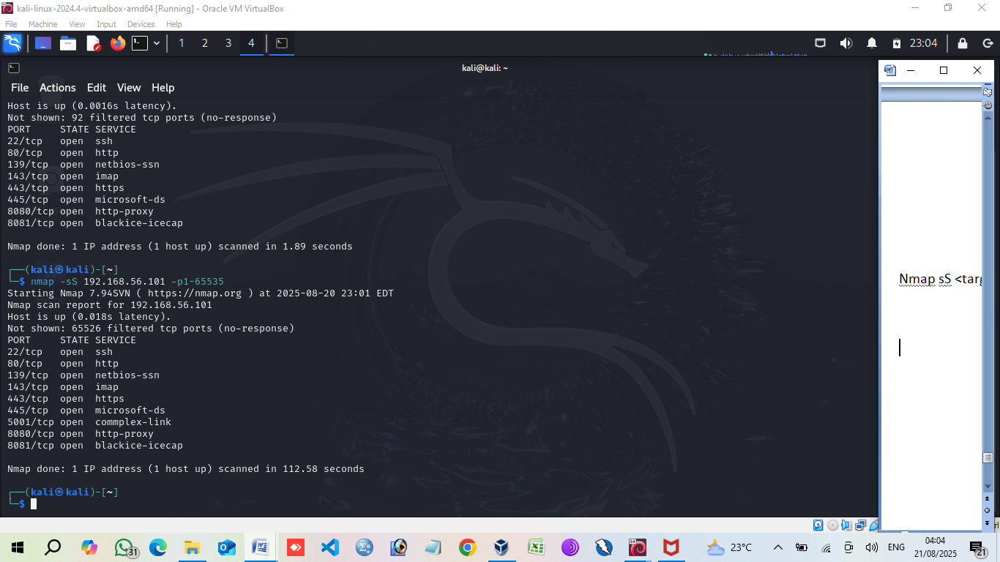 kali-linux-2024.4-virtualbox-amd64 [Running] - Oracle VM VirtualBox
File Machine View Input Devices Help
1 2 3 4 23:04
kali@kali: ~
File Actions Edit View Help
Host is up (0.0016s latency).
Not shown: 92 filtered tcp ports (no-response)
PORT STATE SERVICE
22/tcp open ssh
80/tcp open http
139/tcp open netbios-ssn
143/tcp open imap
443/tcp open https
445/tcp open microsoft-ds
8080/tcp open http-proxy
8081/tcp open blackice-icecap
Nmap done: 1 IP address (1 host up) scanned in 1.89 seconds
┌──(kali㉿kali)-[~]
└─$ nmap -sS 192.168.56.101 -p1-65535
Starting Nmap 7.94SVN ( https://nmap.org ) at 2025-08-20 23:01 EDT
Nmap scan report for 192.168.56.101
Host is up (0.018s latency).
Not shown: 65526 filtered tcp ports (no-response)
PORT STATE SERVICE
22/tcp open ssh
80/tcp open http
139/tcp open netbios-ssn
143/tcp open imap
443/tcp open https
445/tcp open microsoft-ds
5001/tcp open commplex-link
8080/tcp open http-proxy
8081/tcp open blackice-icecap
Nmap done: 1 IP address (1 host up) scanned in 112.58 seconds
┌──(kali㉿kali)-[~]
└─$
Nmap sS <targ
31 23°C ENG 04:04
21/08/2025 21